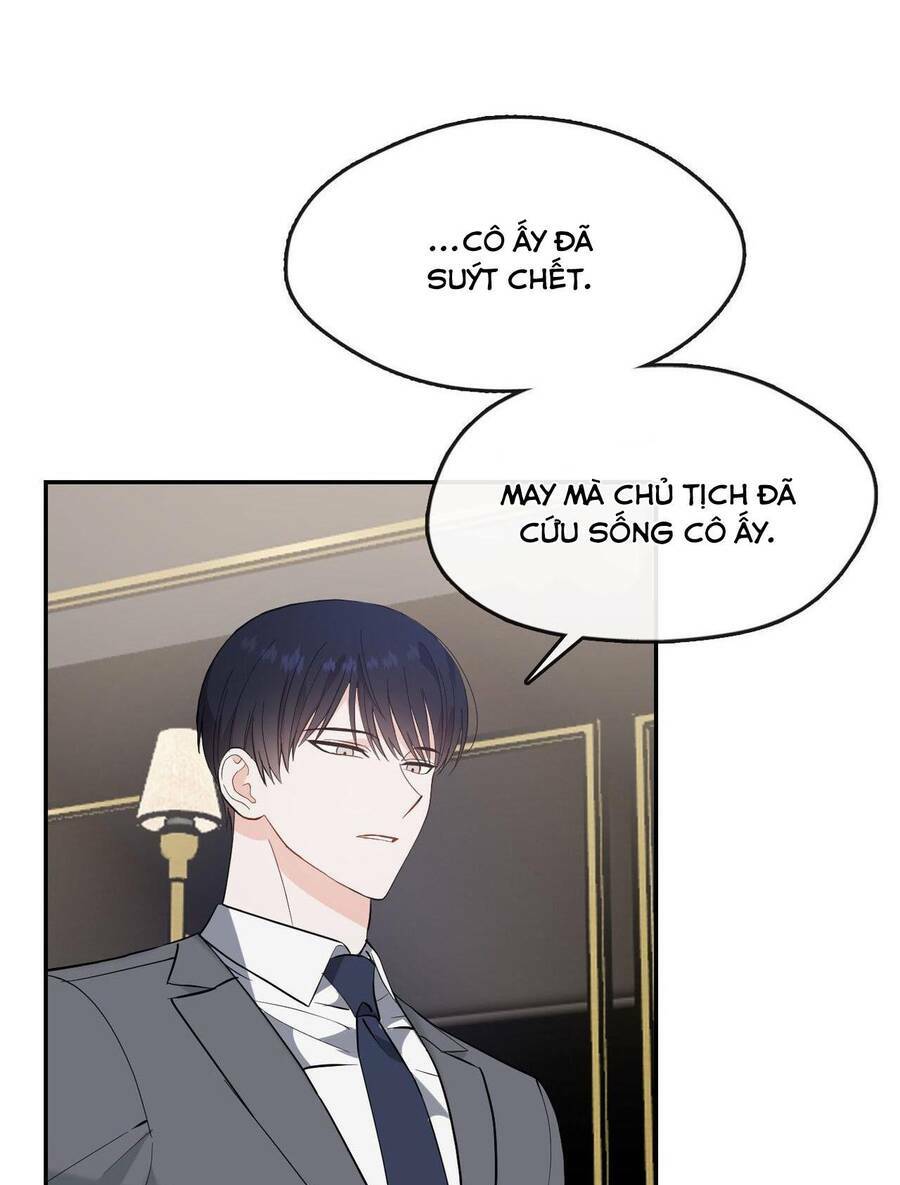 ...CÔ ẤY ĐÃ
SUÝT CHẾT.
MAY MÀ CHỦ TỊCH ĐÃ
CỨU SỐNG CÔ ẤY.